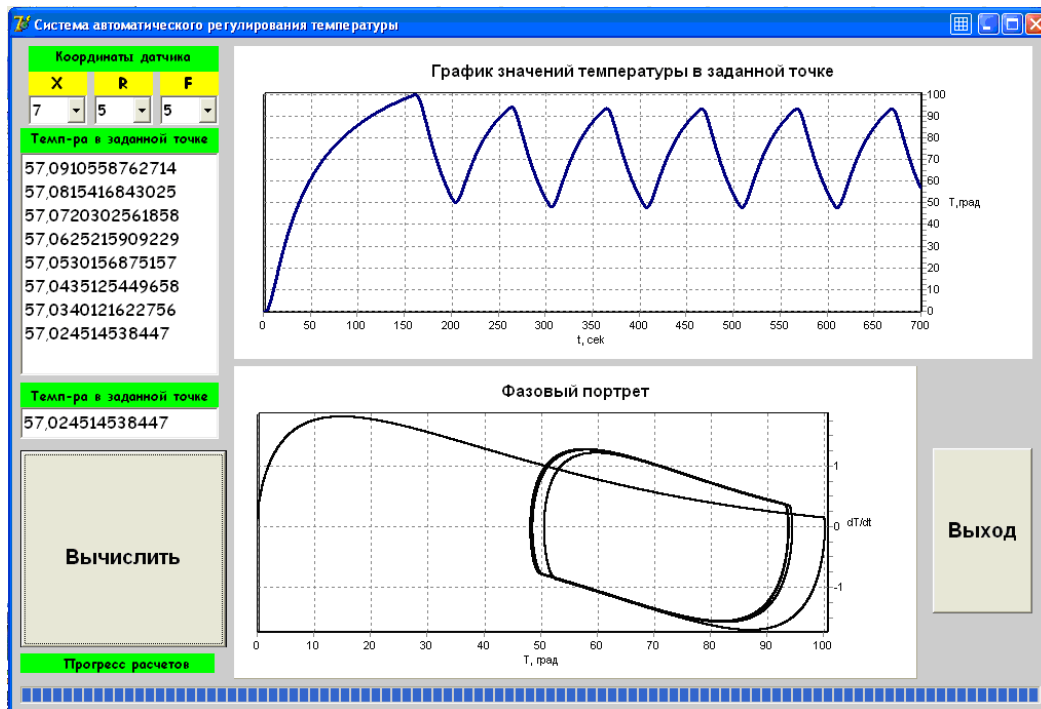 Система автоматического регулирования температуры
Координаты датчика
X R F
7 5 5
Темп-ра в заданной точке
57,0910558762714
57,0815416843025
57,0720302561858
57,0625215909229
57,0530156875157
57,0435125449658
57,0340121622756
57,024514538447
Темп-ра в заданной точке
57,024514538447
Вычислить
Прогресс расчетов
График значений температуры в заданной точке
100
90
80
70
60
50 T,град
40
30
20
10
0
0 50 100 150 200 250 300 350 400 450 500 550 600 650 700
t, cek
Фазовый портрет
1
0 dT/dt
-1
0 10 20 30 40 50 60 70 80 90 100
T, град
Выход